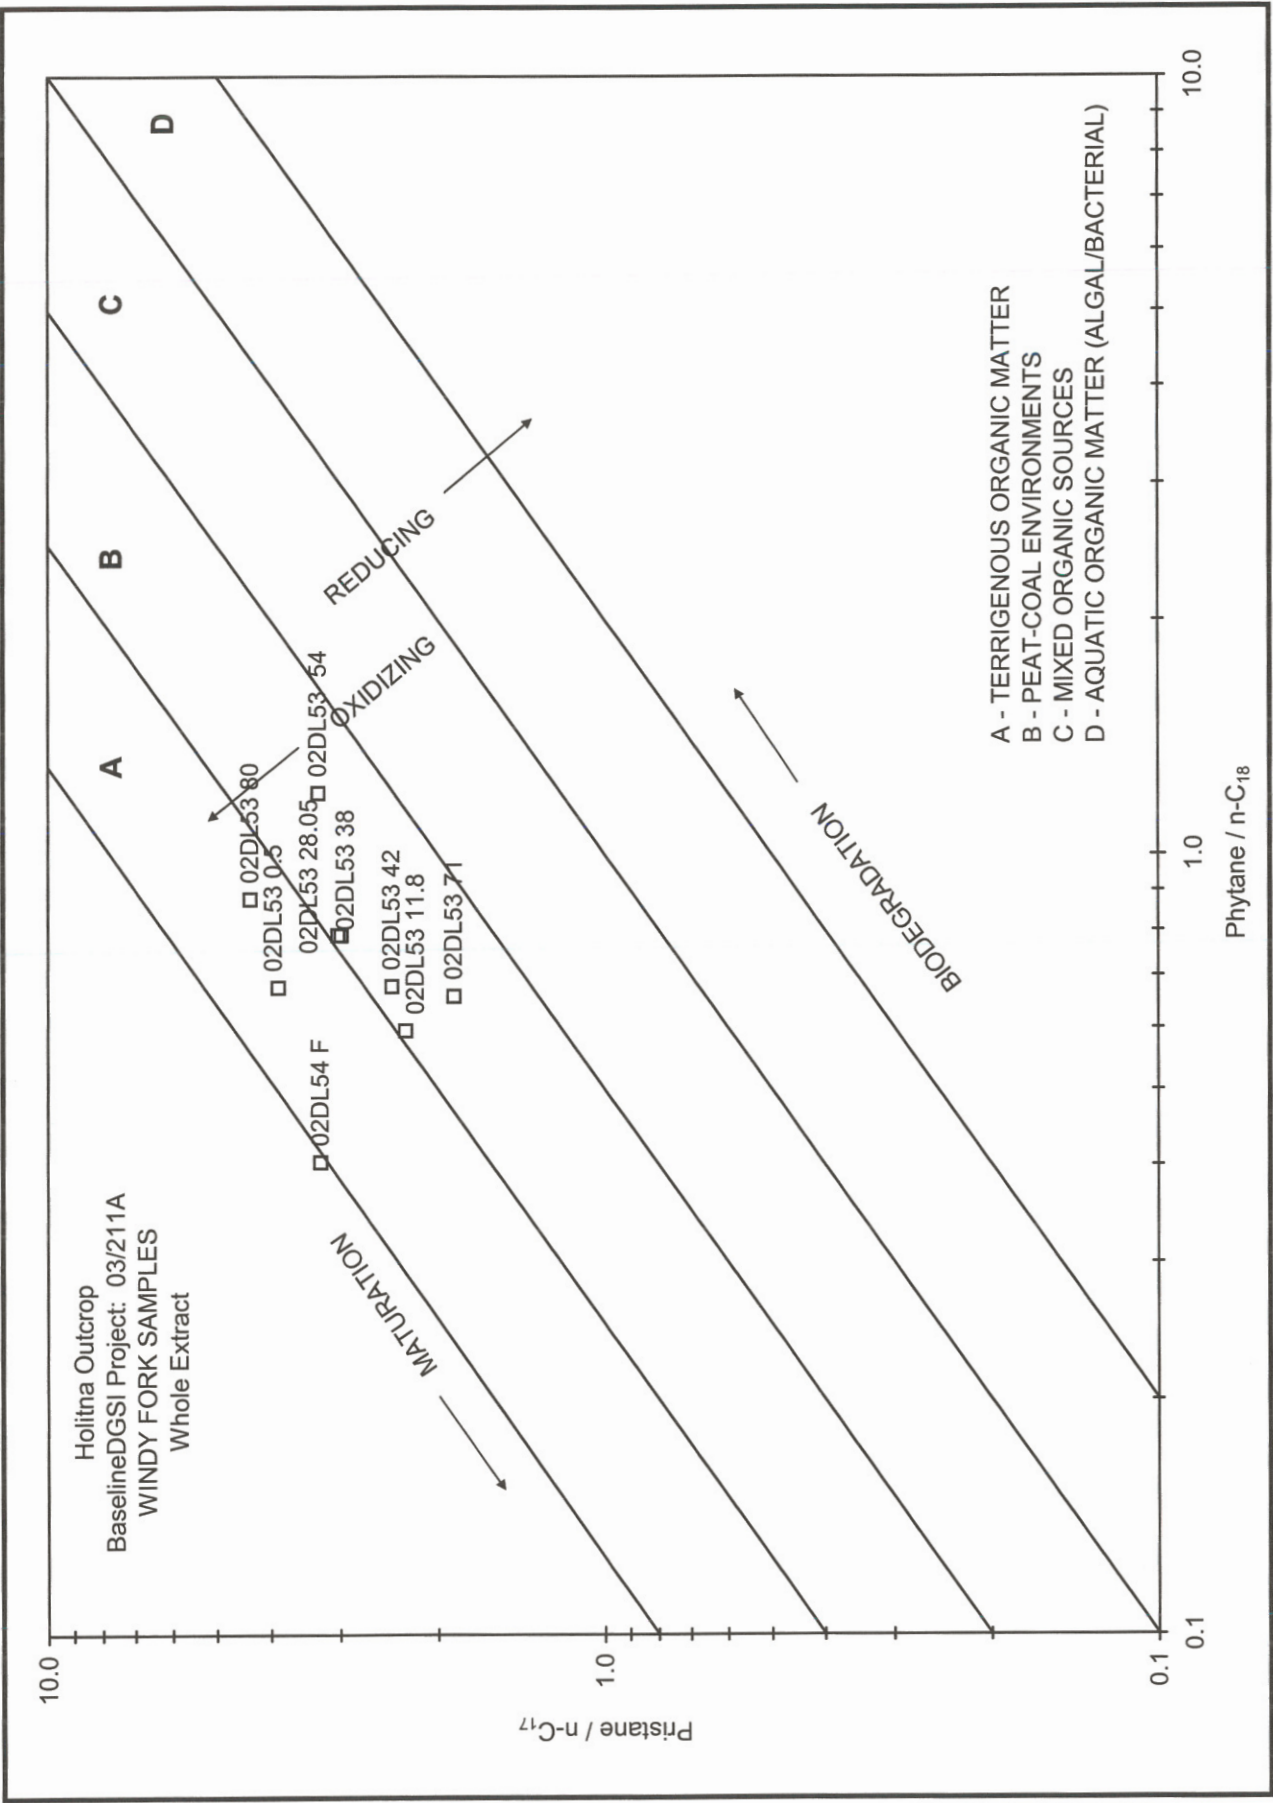 Holitna Outcrop
BaselineDGSI Project: 03/211A
WINDY FORK SAMPLES
Whole Extract
A
B
C
D
MATURATION
OXIDIZING
REDUCING
BIODEGRADATION
02DL54 F
02DL53 80
02DL53 0.5
02DL53 28.05
02DL53 54
02DL53 38
02DL53 42
02DL53 11.8
02DL53 71
A - TERRIGENOUS ORGANIC MATTER
B - PEAT-COAL ENVIRONMENTS
C - MIXED ORGANIC SOURCES
D - AQUATIC ORGANIC MATTER (ALGAL/BACTERIAL)
10.0
1.0
0.1
Pristane / n-C₁₇
0.1
1.0
10.0
Phytane / n-C₁₈